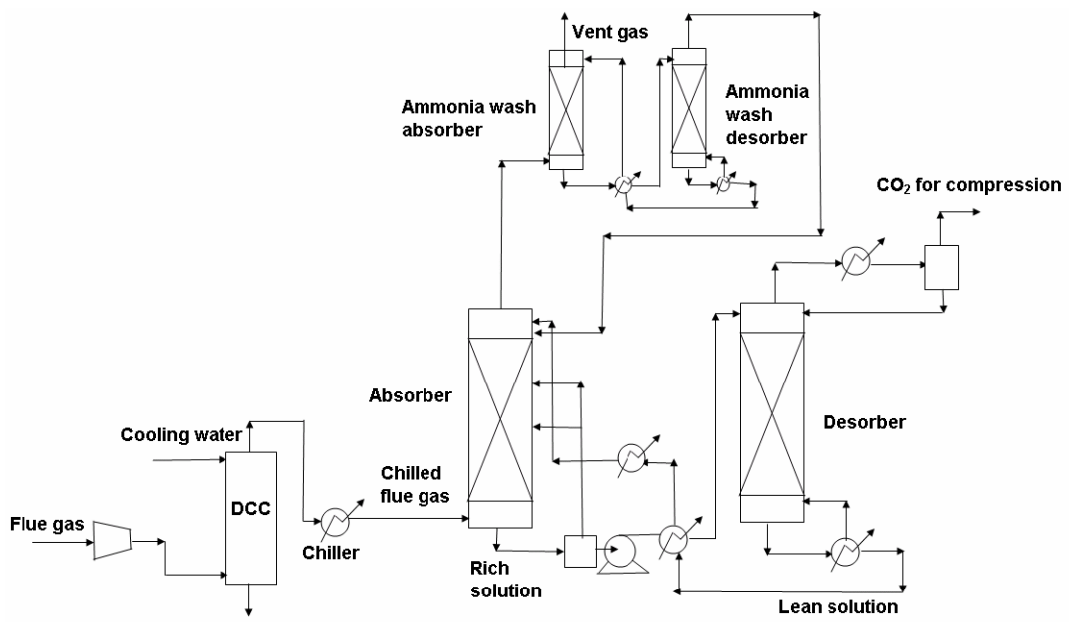 Vent gas
Ammonia wash
absorber
Ammonia
wash
desorber
CO₂ for compression
Absorber
Desorber
Cooling water
Chilled
flue gas
DCC
Flue gas
Chiller
Rich
solution
Lean solution